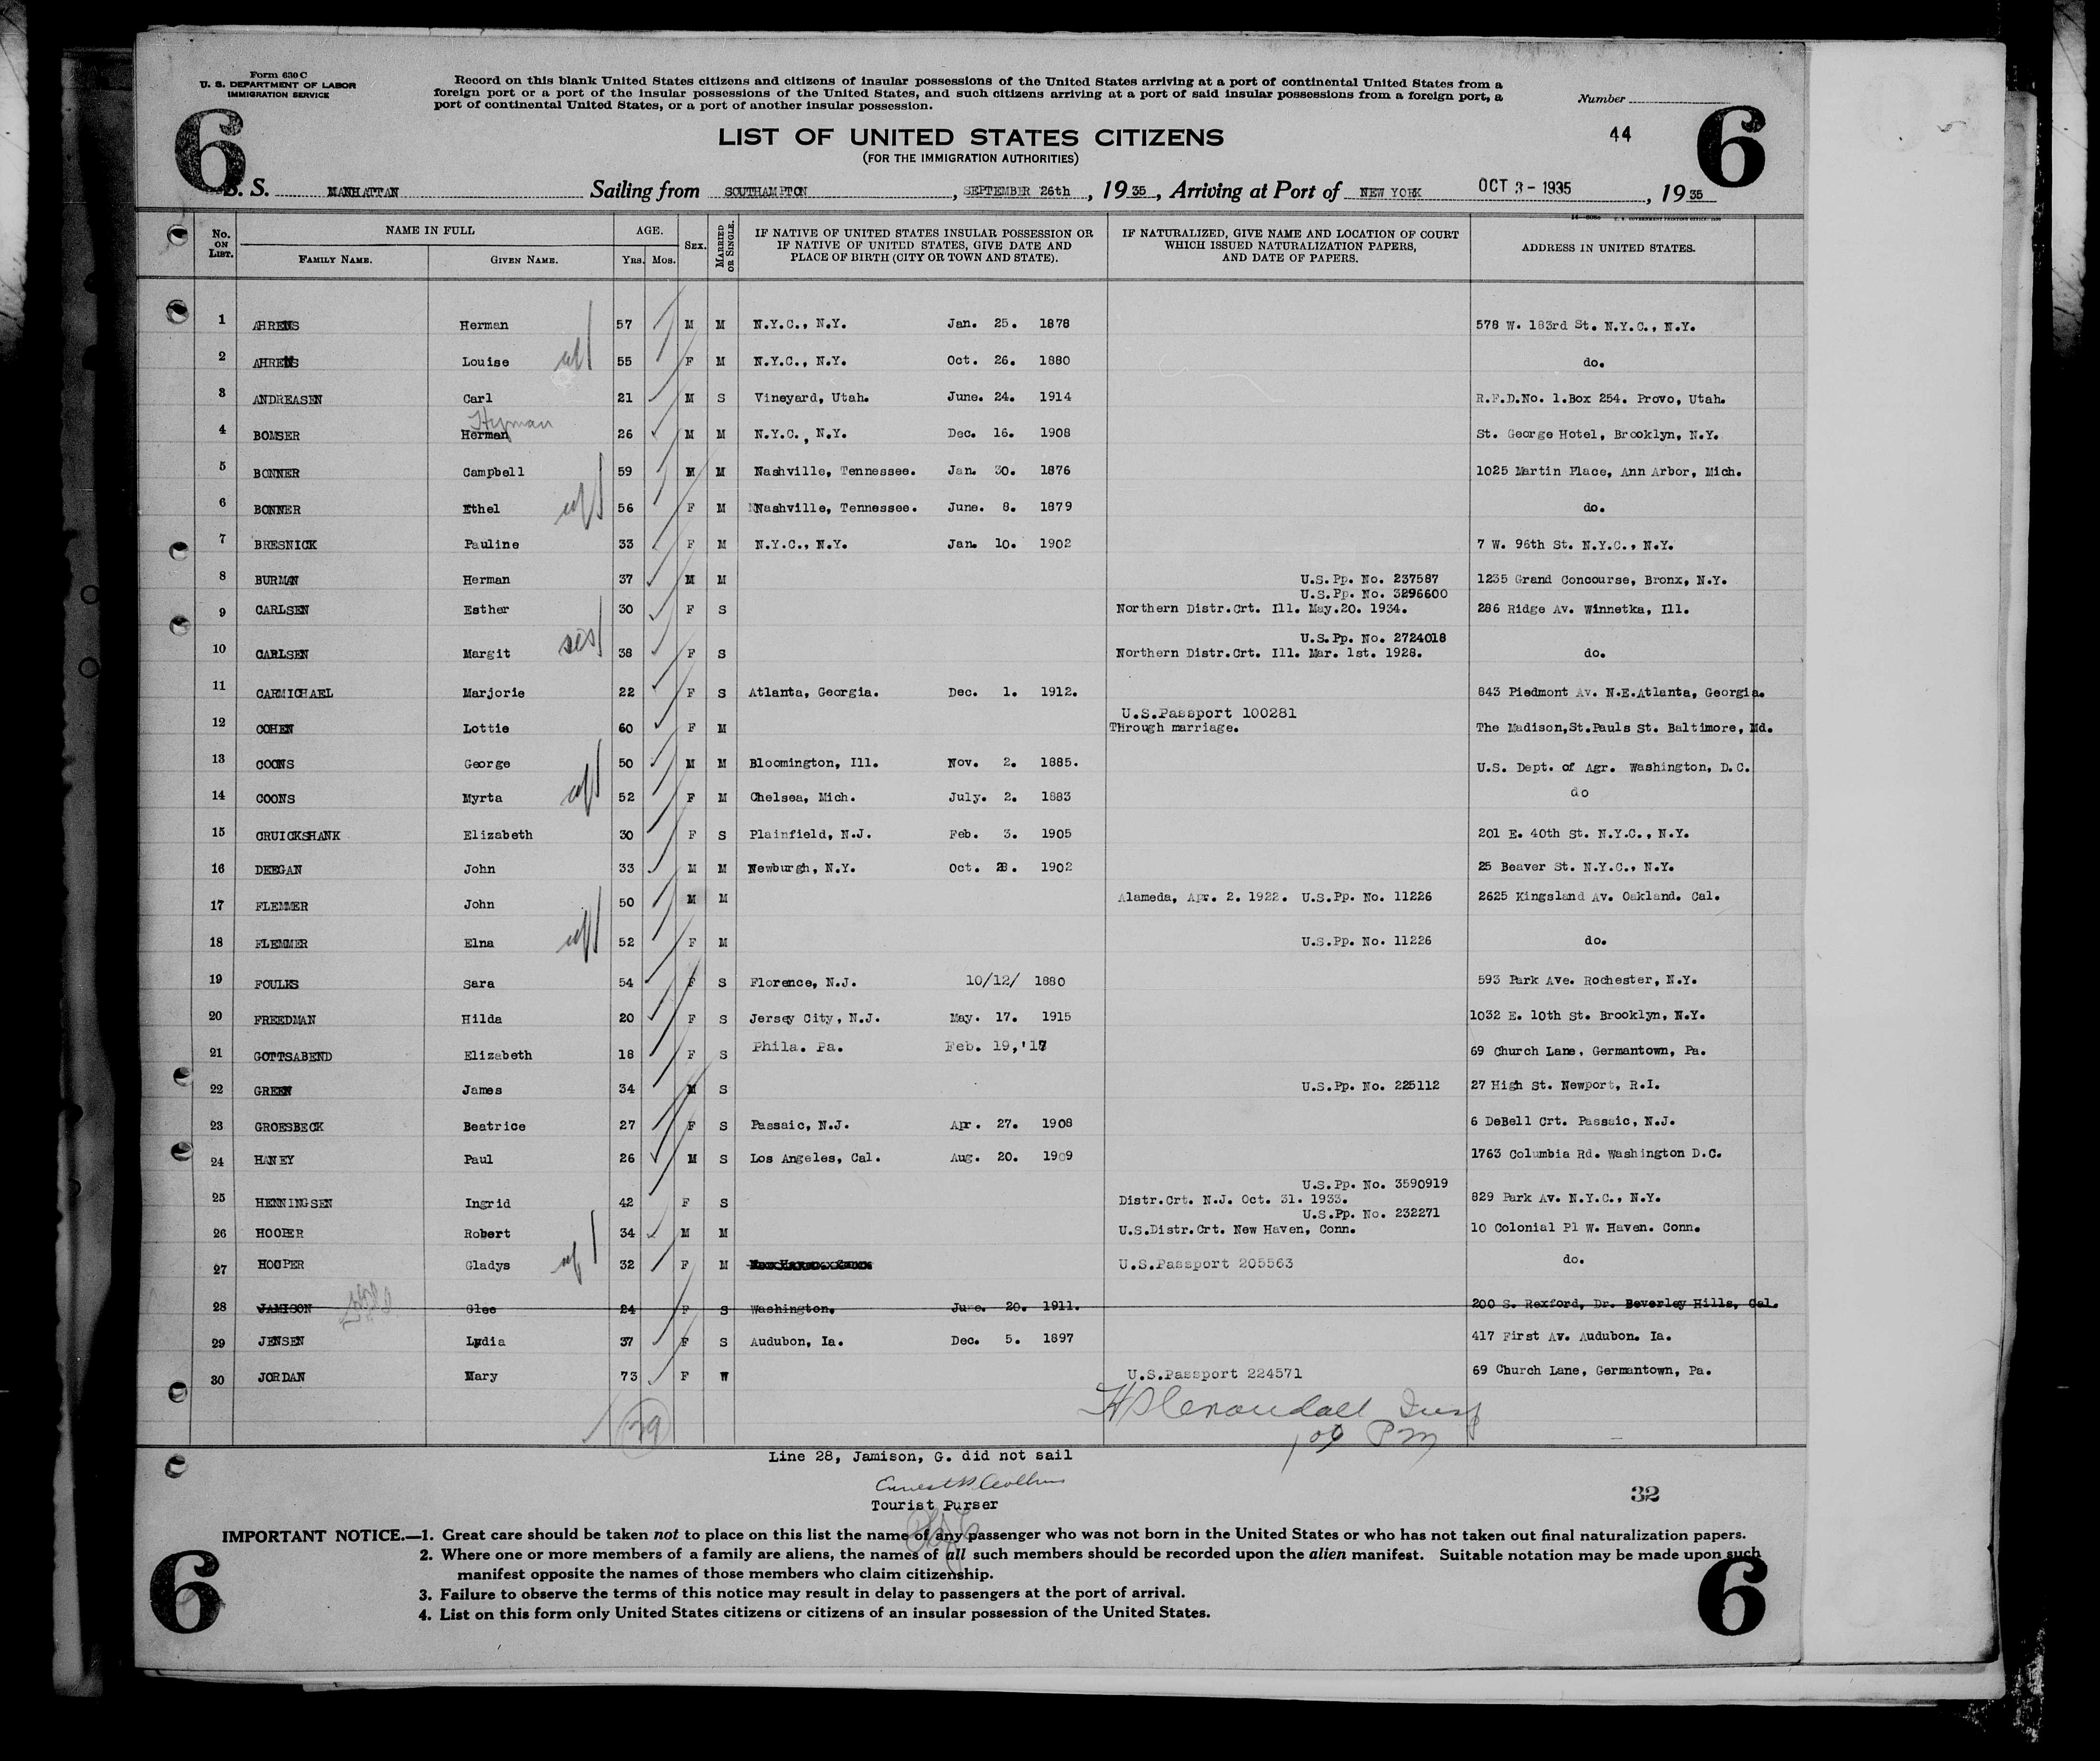 Form 630 C
U. S. DEPARTMENT OF LABOR
IMMIGRATION SERVICE
Record on this blank United States citizens and citizens of insular possessions of the United States arriving at a port of continental United States from a
foreign port or a port of the insular possessions of the United States, and such citizens arriving at a port of said insular possessions from a foreign port, a
port of continental United States, or a port of another insular possession.
Number
6
LIST OF UNITED STATES CITIZENS
44
6
(FOR THE IMMIGRATION AUTHORITIES)
S. S. MANHATTAN Sailing from SOUTHAMPTON, SEPTEMBER 26th, 1935, Arriving at Port of NEW YORK OCT 3 - 1935, 1935
No. ON LIST. NAME IN FULL AGE. SEX. MARRIED OR SINGLE. IF NATIVE OF UNITED STATES INSULAR POSSESSION OR IF NATIVE OF UNITED STATES, GIVE DATE AND PLACE OF BIRTH (CITY OR TOWN AND STATE). IF NATURALIZED, GIVE NAME AND LOCATION OF COURT WHICH ISSUED NATURALIZATION PAPERS, AND DATE OF PAPERS. ADDRESS IN UNITED STATES.
FAMILY NAME. GIVEN NAME. YRS. MOS.
1 AHRENS Herman 57 M M N.Y.C., N.Y. Jan. 25. 1878 578 W. 183rd St. N.Y.C., N.Y.
2 AHRENS Louise wf 55 F M N.Y.C., N.Y. Oct. 26. 1880 do.
3 ANDREASEN Carl 21 M S Vineyard, Utah. June. 24. 1914 R.F.D.No. 1.Box 254. Provo, Utah.
Hyman
4 BOMSER Herman 26 M M N.Y.C., N.Y. Dec. 16. 1908 St. George Hotel, Brooklyn, N.Y.
5 BONNER Campbell 59 M M Nashville, Tennessee. Jan. 30. 1876 1025 Martin Place, Ann Arbor, Mich.
6 BONNER Ethel wf 56 F M Nashville, Tennessee. June. 8. 1879 do.
7 BRESNICK Pauline 33 F M N.Y.C., N.Y. Jan. 10. 1902 7 W. 96th St. N.Y.C., N.Y.
8 BURMAN Herman 37 M M U.S.Pp. No. 237587 1235 Grand Concourse, Bronx, N.Y.
U.S.Pp. No. 3296600
9 CARLSEN Esther 30 F S Northern Distr.Crt. Ill. May.20. 1934. 286 Ridge Av. Winnetka, Ill.
U.S.Pp. No. 2724018
10 CARLSEN Margit sis 38 F S Northern Distr.Crt. Ill. Mar. 1st. 1928. do.
11 CARMICHAEL Marjorie 22 F S Atlanta, Georgia. Dec. 1. 1912. 843 Piedmont Av. N.E.Atlanta, Georgia.
U.S.Passport 100281
12 COHEN Lottie 60 F M THrough marriage. The Madison,St.Pauls St. Baltimore, Md.
13 COONS George 50 M M Bloomington, Ill. Nov. 2. 1885. U.S. Dept. of Agr. Washington, D.C.
14 COONS Myrta wf 52 F M Chelsea, Mich. July. 2. 1883 do
15 CRUICKSHANK Elizabeth 30 F S Plainfield, N.J. Feb. 3. 1905 201 E. 40th St. N.Y.C., N.Y.
16 DEEGAN John 33 M M Newburgh, N.Y. Oct. 1902 25 Beaver St. N.Y.C., N.Y.
17 FLEMMER John 50 M M Alameda, Apr. 2. 1922. U.S.Pp. No. 11226 2625 Kingsland Av. Oakland. Cal.
18 FLEMMER Elna wf 52 F M U.S.Pp. No. 11226 do.
19 FOULKS Sara 54 F S Florence, N.J. 10/12/ 1880 593 Park Ave. Rochester, N.Y.
20 FREEDMAN Hilda 20 F S Jersey City, N.J. May. 17. 1915 1032 E. 10th St. Brooklyn, N.Y.
21 GOTTSABEND Elizabeth 18 F S Phila. Pa. Feb. 19,'17 69 Church Lane, Germantown, Pa.
22 GREEN James 34 M S U.S.Pp. No. 225112 27 High St. Newport, R.I.
23 GROESBECK Beatrice 27 F S Passaic, N.J. Apr. 27. 1908 6 DeBell Crt. Passaic, N.J.
24 HANEY Paul 26 M S Los Angeles, Cal. Aug. 20. 1909 1763 Columbia Rd. Washington D.C.
U.S.Pp. No. 3590919
25 HENNINGSEN Ingrid 42 F S Distr.Crt. N.J. Oct. 31. 1933. 829 Park Av. N.Y.C., N.Y.
U.S.Pp. No. 232271
26 HOOPER Robert 34 M M U.S.Distr.Crt. New Haven, Conn. 10 Colonial Pl W. Haven. Conn.
27 HOOPER Gladys wf 32 F M U.S.Passport 205563 do.
28 JAMISON Glee 24 F S Washington. June. 20. 1911. 200 S. Rexford, Dr. Beverley Hills, Cal.
29 JENSEN Lydia 37 F S Audubon, Ia. Dec. 5. 1897 417 First Av. Audubon. Ia.
30 JORDAN Mary 73 F W U.S.Passport 224571 69 Church Lane, Germantown, Pa.
29
Line 28, Jamison, G. did not sail
Tourist Purser
32
IMPORTANT NOTICE.—1. Great care should be taken not to place on this list the name of any passenger who was not born in the United States or who has not taken out final naturalization papers.
2. Where one or more members of a family are aliens, the names of all such members should be recorded upon the alien manifest. Suitable notation may be made upon such
manifest opposite the names of those members who claim citizenship.
3. Failure to observe the terms of this notice may result in delay to passengers at the port of arrival.
4. List on this form only United States citizens or citizens of an insular possession of the United States.
6
6